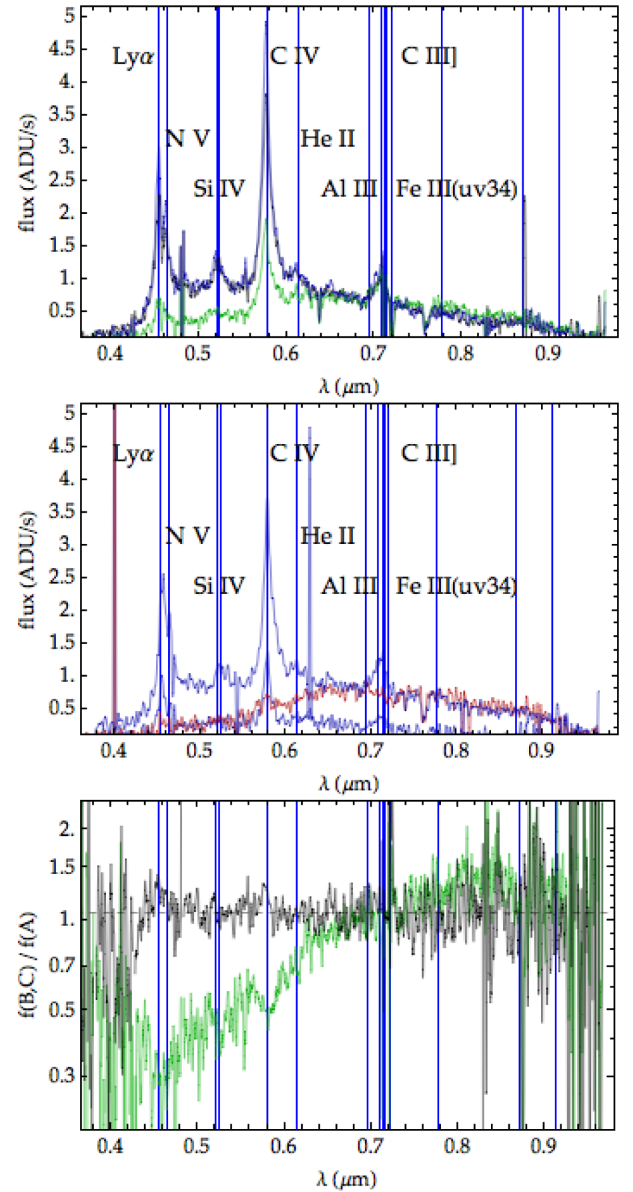 5.
4.5
4.
3.5
3.
2.5
2.
1.5
1.
0.5
flux (ADU/s)
Lyα
C IV
C III]
N V
He II
Si IV
Al III
Fe III(uv34)
0.4 0.5 0.6 0.7 0.8 0.9
λ (μm)
5.
4.5
4.
3.5
3.
2.5
2.
1.5
1.
0.5
flux (ADU/s)
Lyα
C IV
C III]
N V
He II
Si IV
Al III
Fe III(uv34)
0.4 0.5 0.6 0.7 0.8 0.9
λ (μm)
2.
1.5
1.
0.7
0.5
0.3
f(B,C) / f(A)
0.4 0.5 0.6 0.7 0.8 0.9
λ (μm)